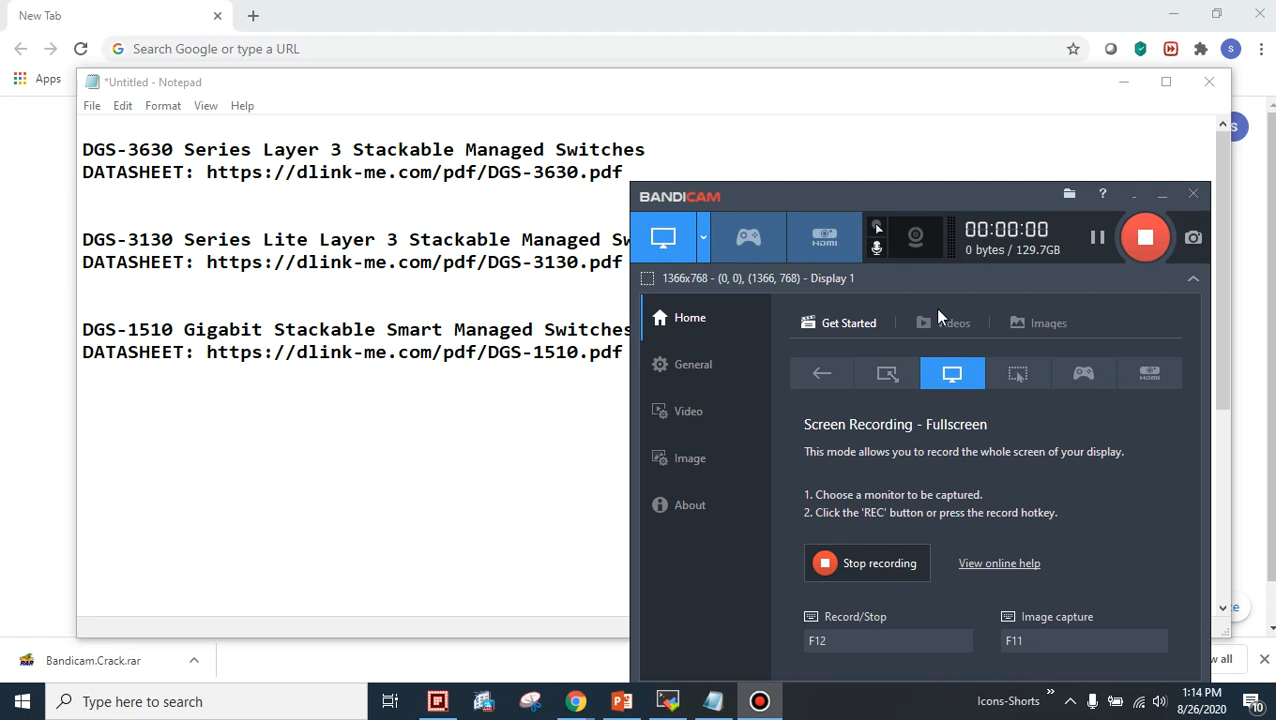 New Tab
Search Google or type a URL
Apps
*Untitled - Notepad
File Edit Format View Help
DGS-3630 Series Layer 3 Stackable Managed Switches
DATASHEET: https://dlink-me.com/pdf/DGS-3630.pdf
DGS-3130 Series Lite Layer 3 Stackable Managed Sw
DATASHEET: https://dlink-me.com/pdf/DGS-3130.pdf
DGS-1510 Gigabit Stackable Smart Managed Switches
DATASHEET: https://dlink-me.com/pdf/DGS-1510.pdf
BANDICAM
HDMI
00:00:00
0 bytes / 129.7GB
1366x768 - (0, 0), (1366, 768) - Display 1
Home
General
Video
Image
About
Get Started
Images
HDMI
Screen Recording - Fullscreen
This mode allows you to record the whole screen of your display.
1. Choose a monitor to be captured.
2. Click the 'REC' button or press the record hotkey.
Stop recording
View online help
Record/Stop
F12
Image capture
F11
Bandicam.Crack.rar
w all
Type here to search
Icons-Shorts
1:14 PM
8/26/2020
10